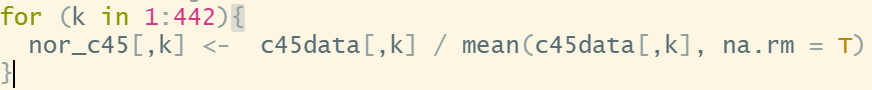 for (k in 1:442){
  nor_c45[,k] <-  c45data[,k] / mean(c45data[,k], na.rm = T)
}